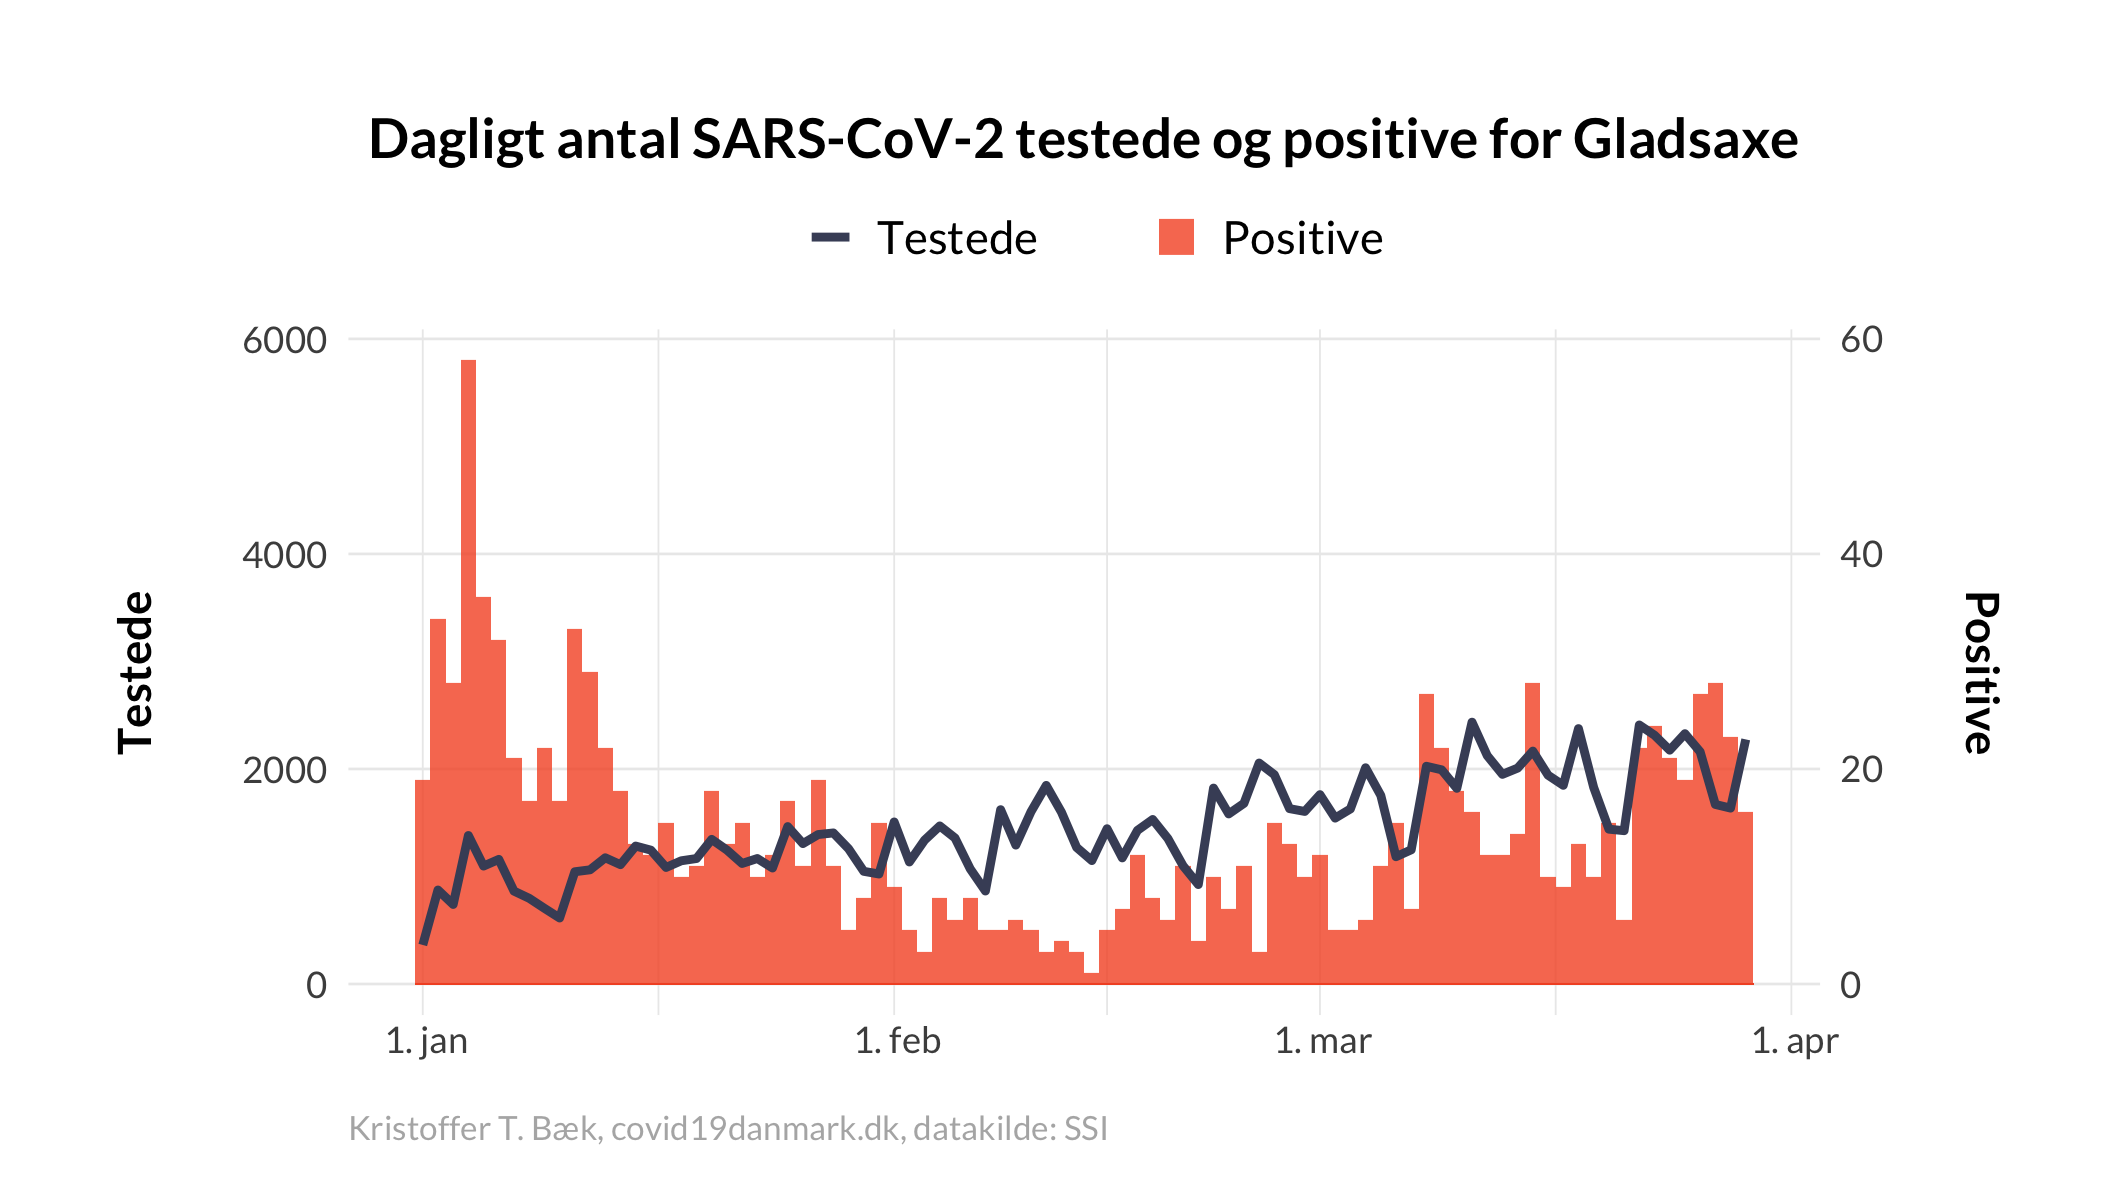 Dagligt antal SARS-CoV-2 testede og positive for Gladsaxe
Testede Positive
6000 60
4000 40
2000 20
0 0
Testede
Positive
1. jan 1. feb 1. mar 1. apr
Kristoffer T. Bæk, covid19danmark.dk, datakilde: SSI